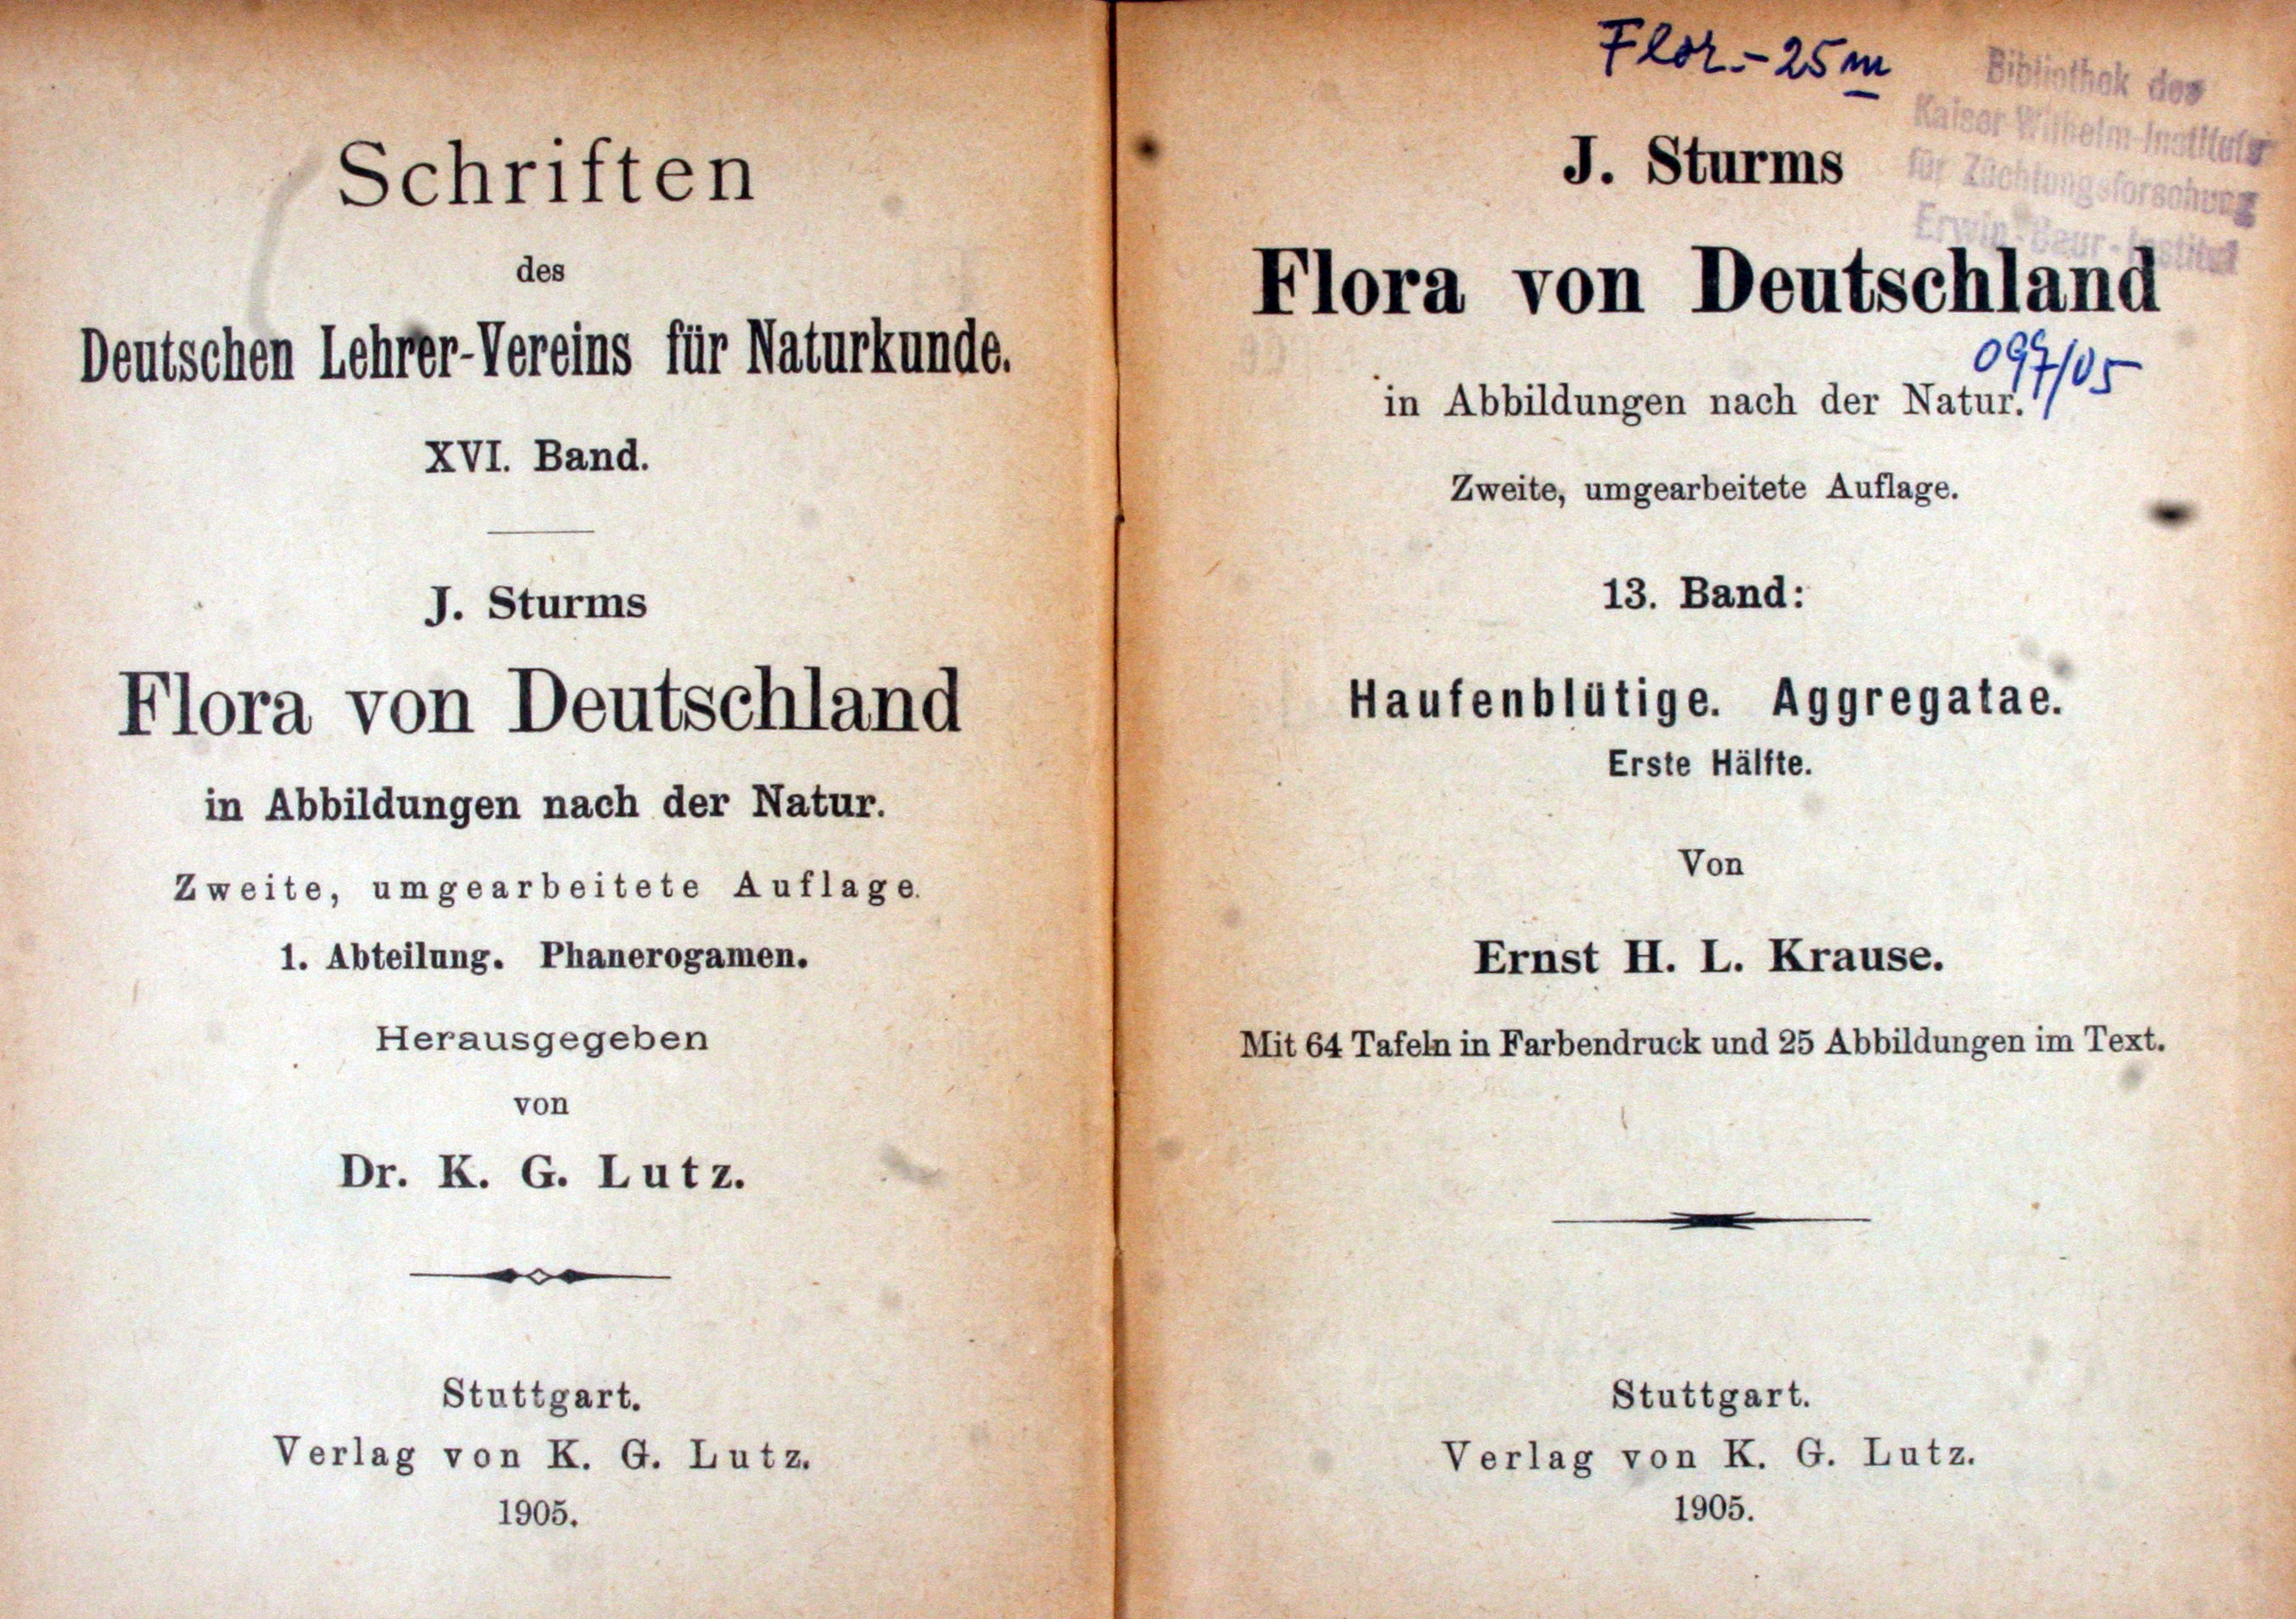 Schriften
des
Deutschen Lehrer-Vereins für Naturkunde.
XVI. Band.
J. Sturms
Flora von Deutschland
in Abbildungen nach der Natur.
Zweite, umgearbeitete Auflage.
1. Abteilung. Phanerogamen.
Herausgegeben
von
Dr. K. G. Lutz.
Stuttgart.
Verlag von K. G. Lutz.
1905.
Flor.-25m
Bibliothek des
Kaiser Wilhelm-Instituts
für Züchtungsforschung
Erwin-Baur-Institut
J. Sturms
Flora von Deutschland
097/05
in Abbildungen nach der Natur.
Zweite, umgearbeitete Auflage.
13. Band:
Haufenblütige. Aggregatae.
Erste Hälfte.
Von
Ernst H. L. Krause.
Mit 64 Tafeln in Farbendruck und 25 Abbildungen im Text.
Stuttgart.
Verlag von K. G. Lutz.
1905.